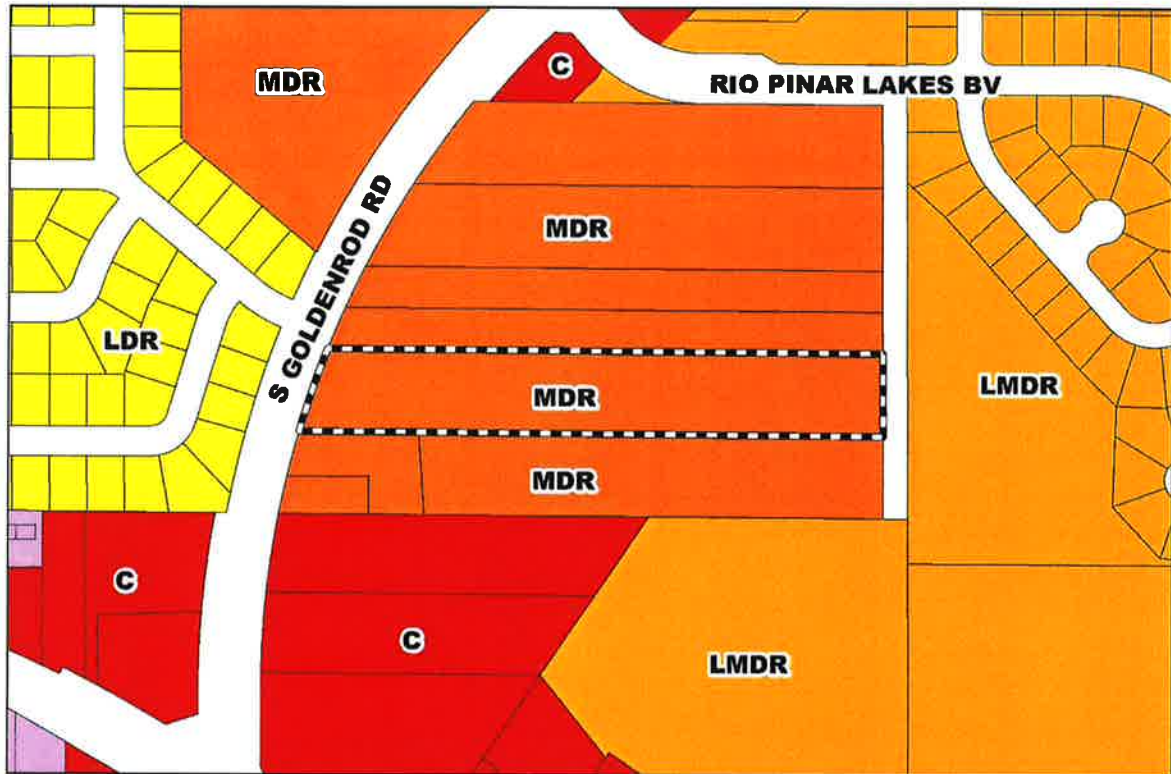 C
MDR
RIO PINAR LAKES BV
MDR
S GOLDENROD RD
LDR
LMDR
MDR
MDR
C
C
LMDR